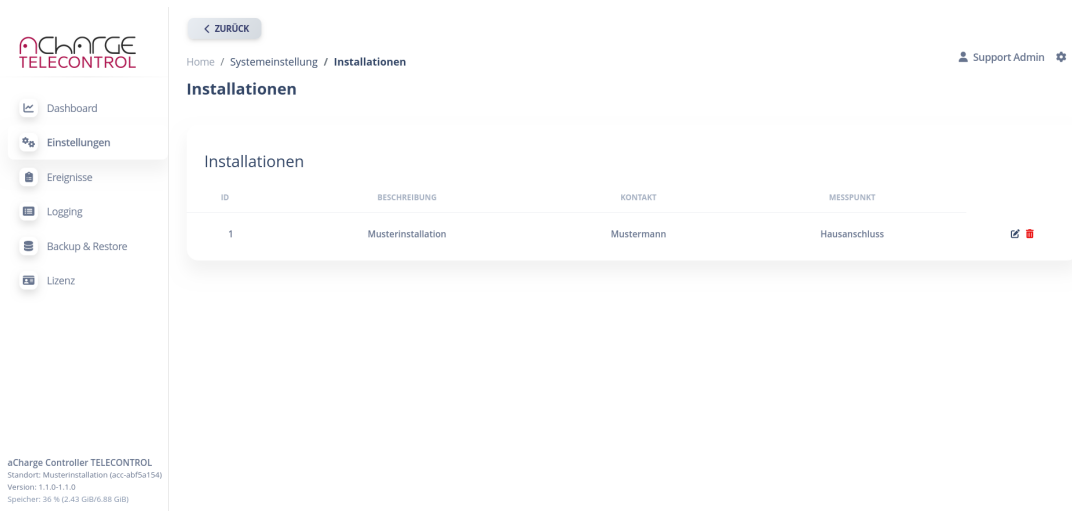 aCHARGE
TELECONTROL
Dashboard
Einstellungen
Ereignisse
Logging
Backup & Restore
Lizenz
aCharge Controller TELECONTROL
Standort: Musterinstallation (acc-abf5a154)
Version: 1.1.0-1.1.0
Speicher: 36 % (2.43 GiB/6.88 GiB)
ZURÜCK
Home / Systemeinstellung / Installationen
Support Admin
Installationen
Installationen
ID BESCHREIBUNG KONTAKT MESSPUNKT
1 Musterinstallation Mustermann Hausanschluss